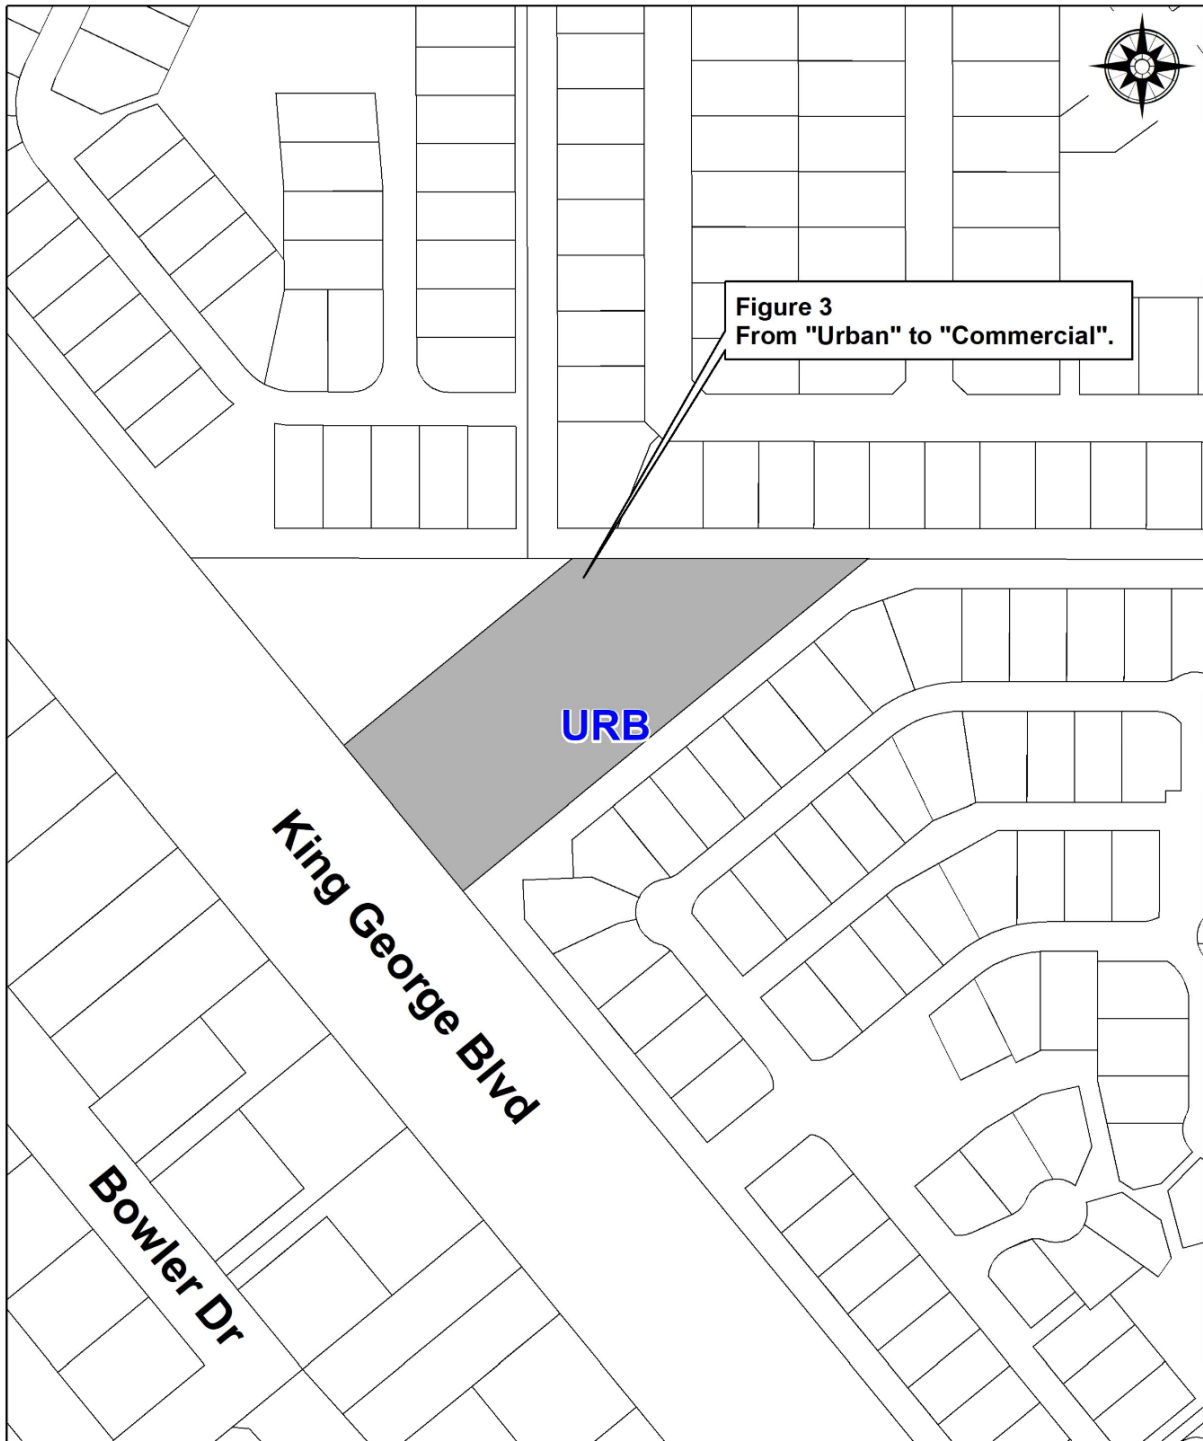 Figure 3
From "Urban" to "Commercial".
URB
King George Blvd
Bowler Dr